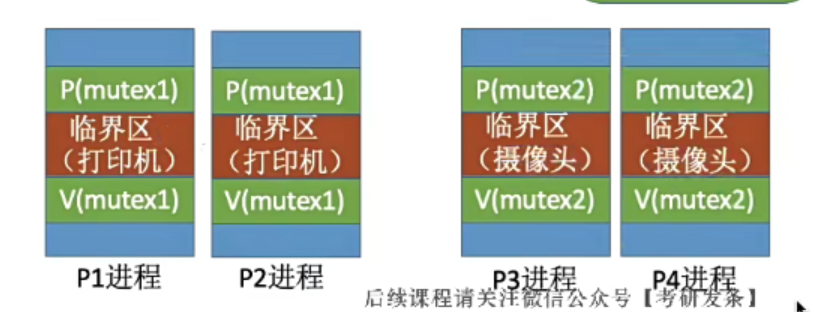 P(mutex1)
临界区
（打印机）
V(mutex1)
P1进程
P(mutex1)
临界区
（打印机）
V(mutex1)
P2进程
P(mutex2)
临界区
（摄像头）
V(mutex2)
P3进程
P(mutex2)
临界区
（摄像头）
V(mutex2)
P4进程
后续课程请关注微信公众号【考研发条】